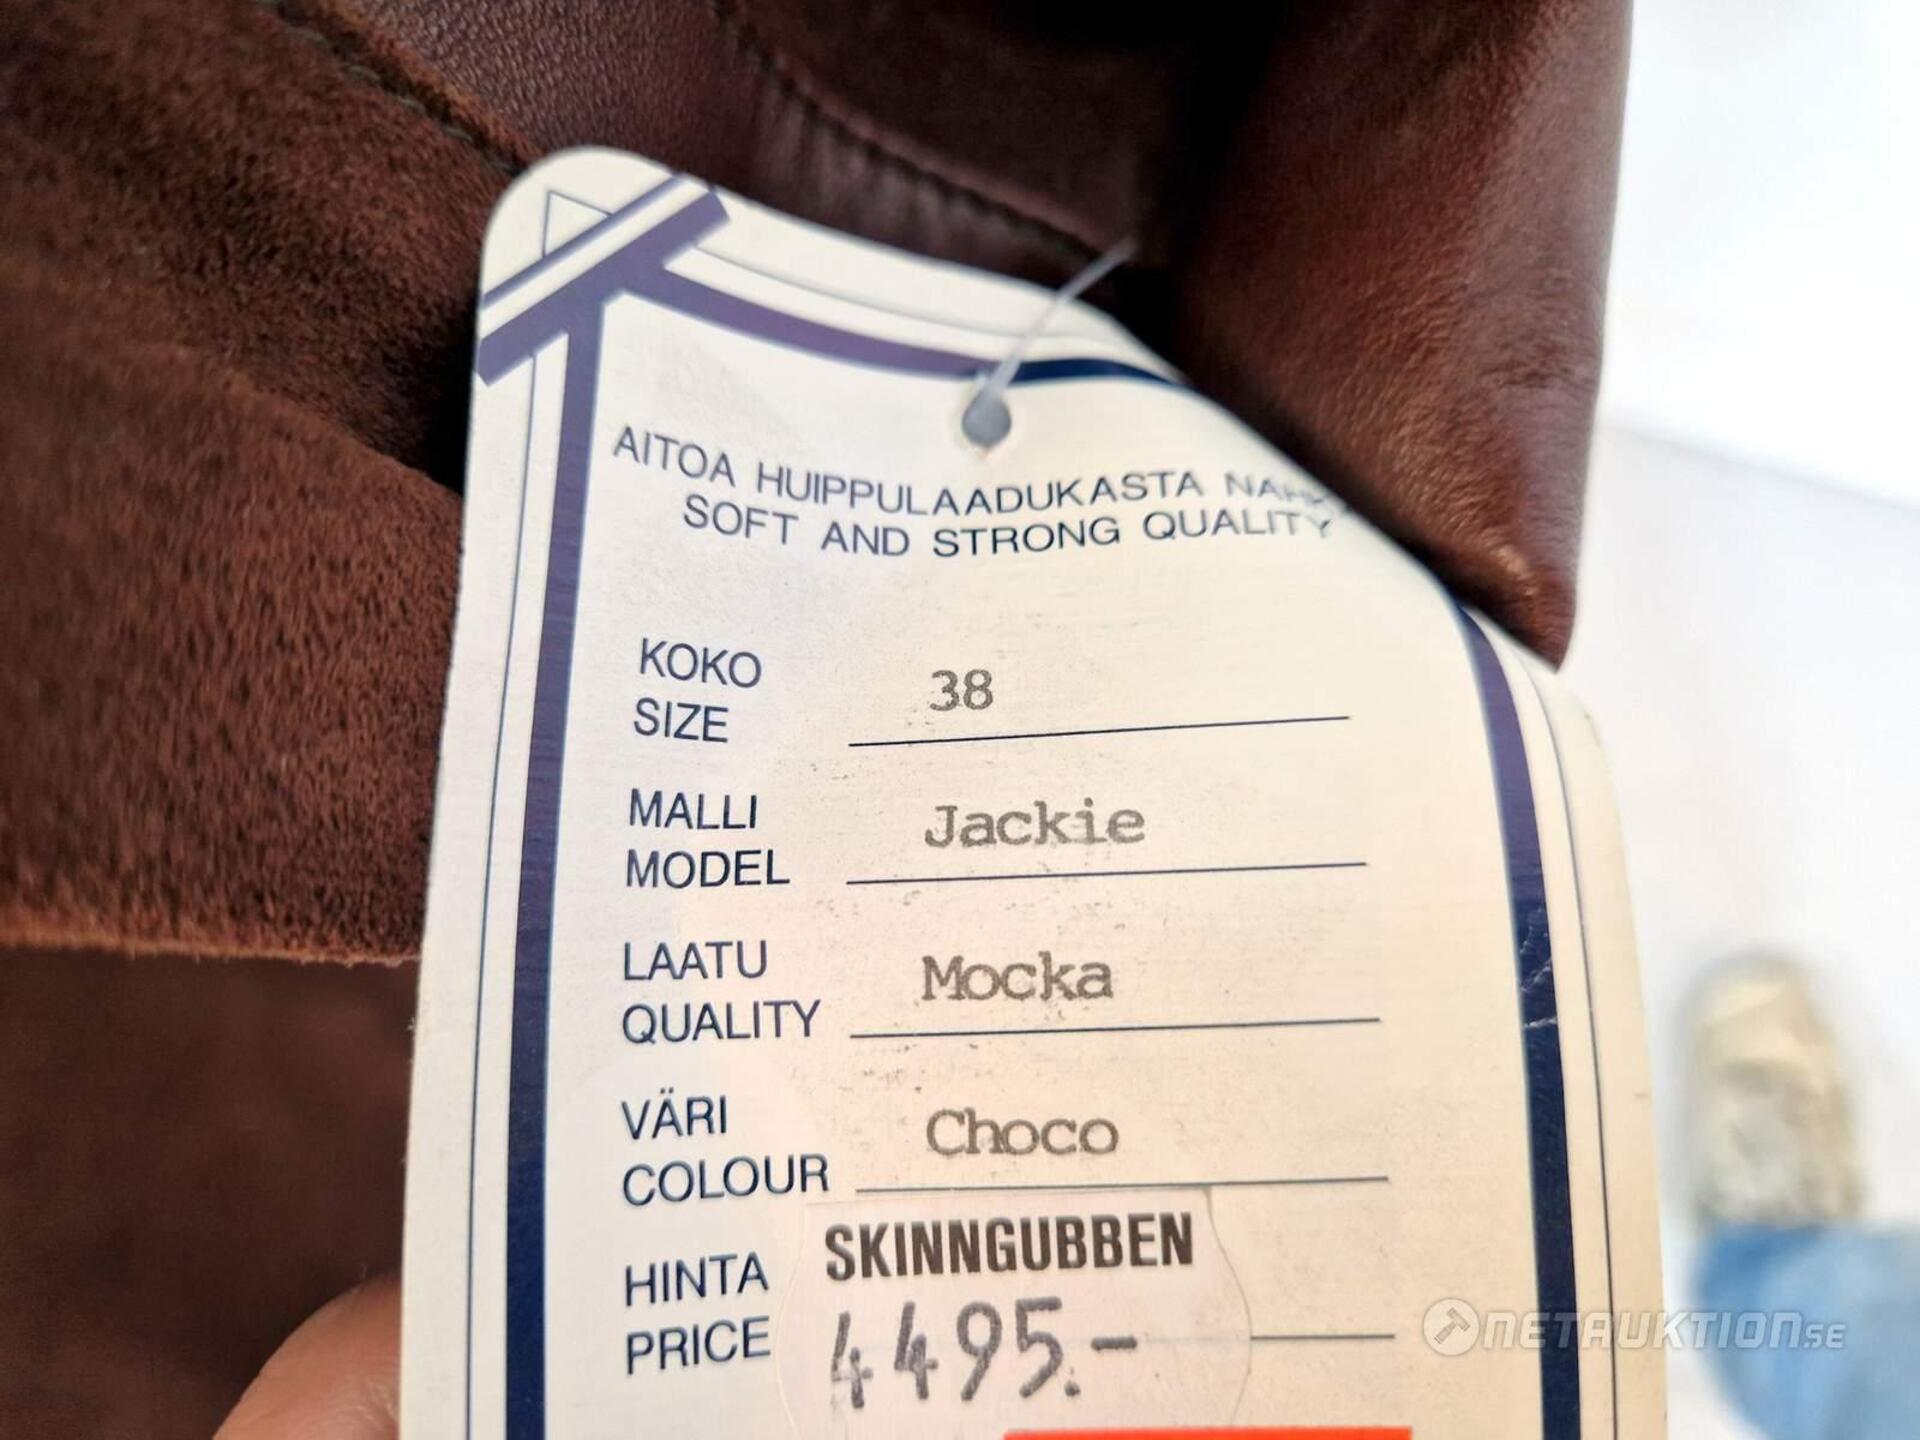 AITOA HUIPPULAADUKASTA
SOFT AND STRONG QUALITY
KOKO
SIZE
38
MALLI
MODEL
Jackie
LAATU
QUALITY
Mocka
VÄRI
COLOUR
Choco
HINTA
PRICE
SKINNGUBBEN
4495.-
NETAUKTION.SE